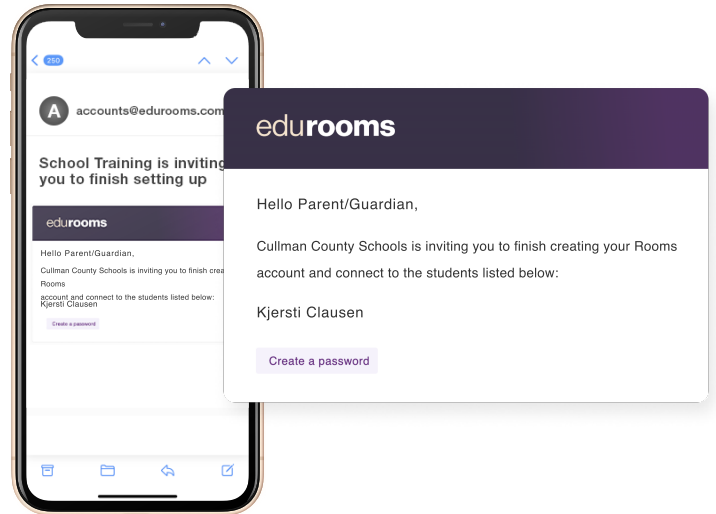 250
A
accounts@edurooms.com
School Training is inviting
you to finish setting up
edurooms
Hello Parent/Guardian,
Cullman County Schools is inviting you to finish crea
Rooms
account and connect to the students listed below:
Kjersti Clausen
Create a password
edurooms
Hello Parent/Guardian,
Cullman County Schools is inviting you to finish creating your Rooms
account and connect to the students listed below:
Kjersti Clausen
Create a password